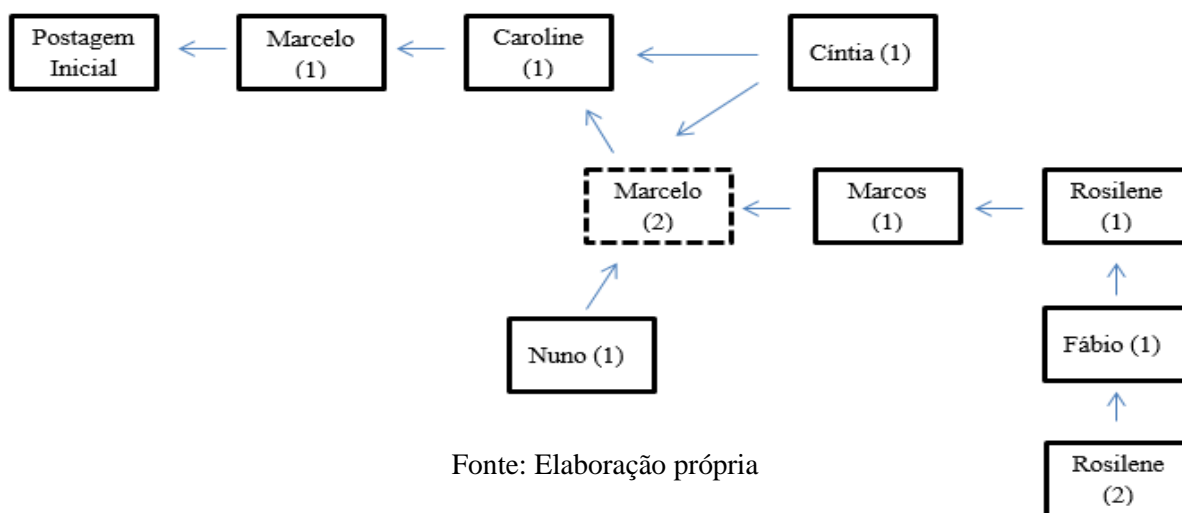 Postagem
Inicial
Marcelo
(1)
Caroline
(1)
Cíntia (1)
Marcelo
(2)
Marcos
(1)
Rosilene
(1)
Nuno (1)
Fábio (1)
Fonte: Elaboração própria
Rosilene
(2)